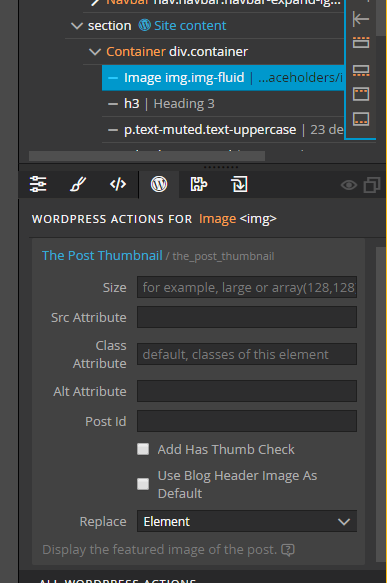 Navbar nav.navbar.navbar-expand-lg...
section Site content
Container div.container
Image img.img-fluid | ...aceholders/i
h3 | Heading 3
p.text-muted.text-uppercase | 23 de
WORDPRESS ACTIONS FOR Image <img>
The Post Thumbnail / the_post_thumbnail
Size for example, large or array(128,128
Src Attribute
Class
Attribute default, classes of this element
Alt Attribute
Post Id
Add Has Thumb Check
Use Blog Header Image As
Default
Replace Element
Display the featured image of the post.
ALL WORDPRESS ACTIONS